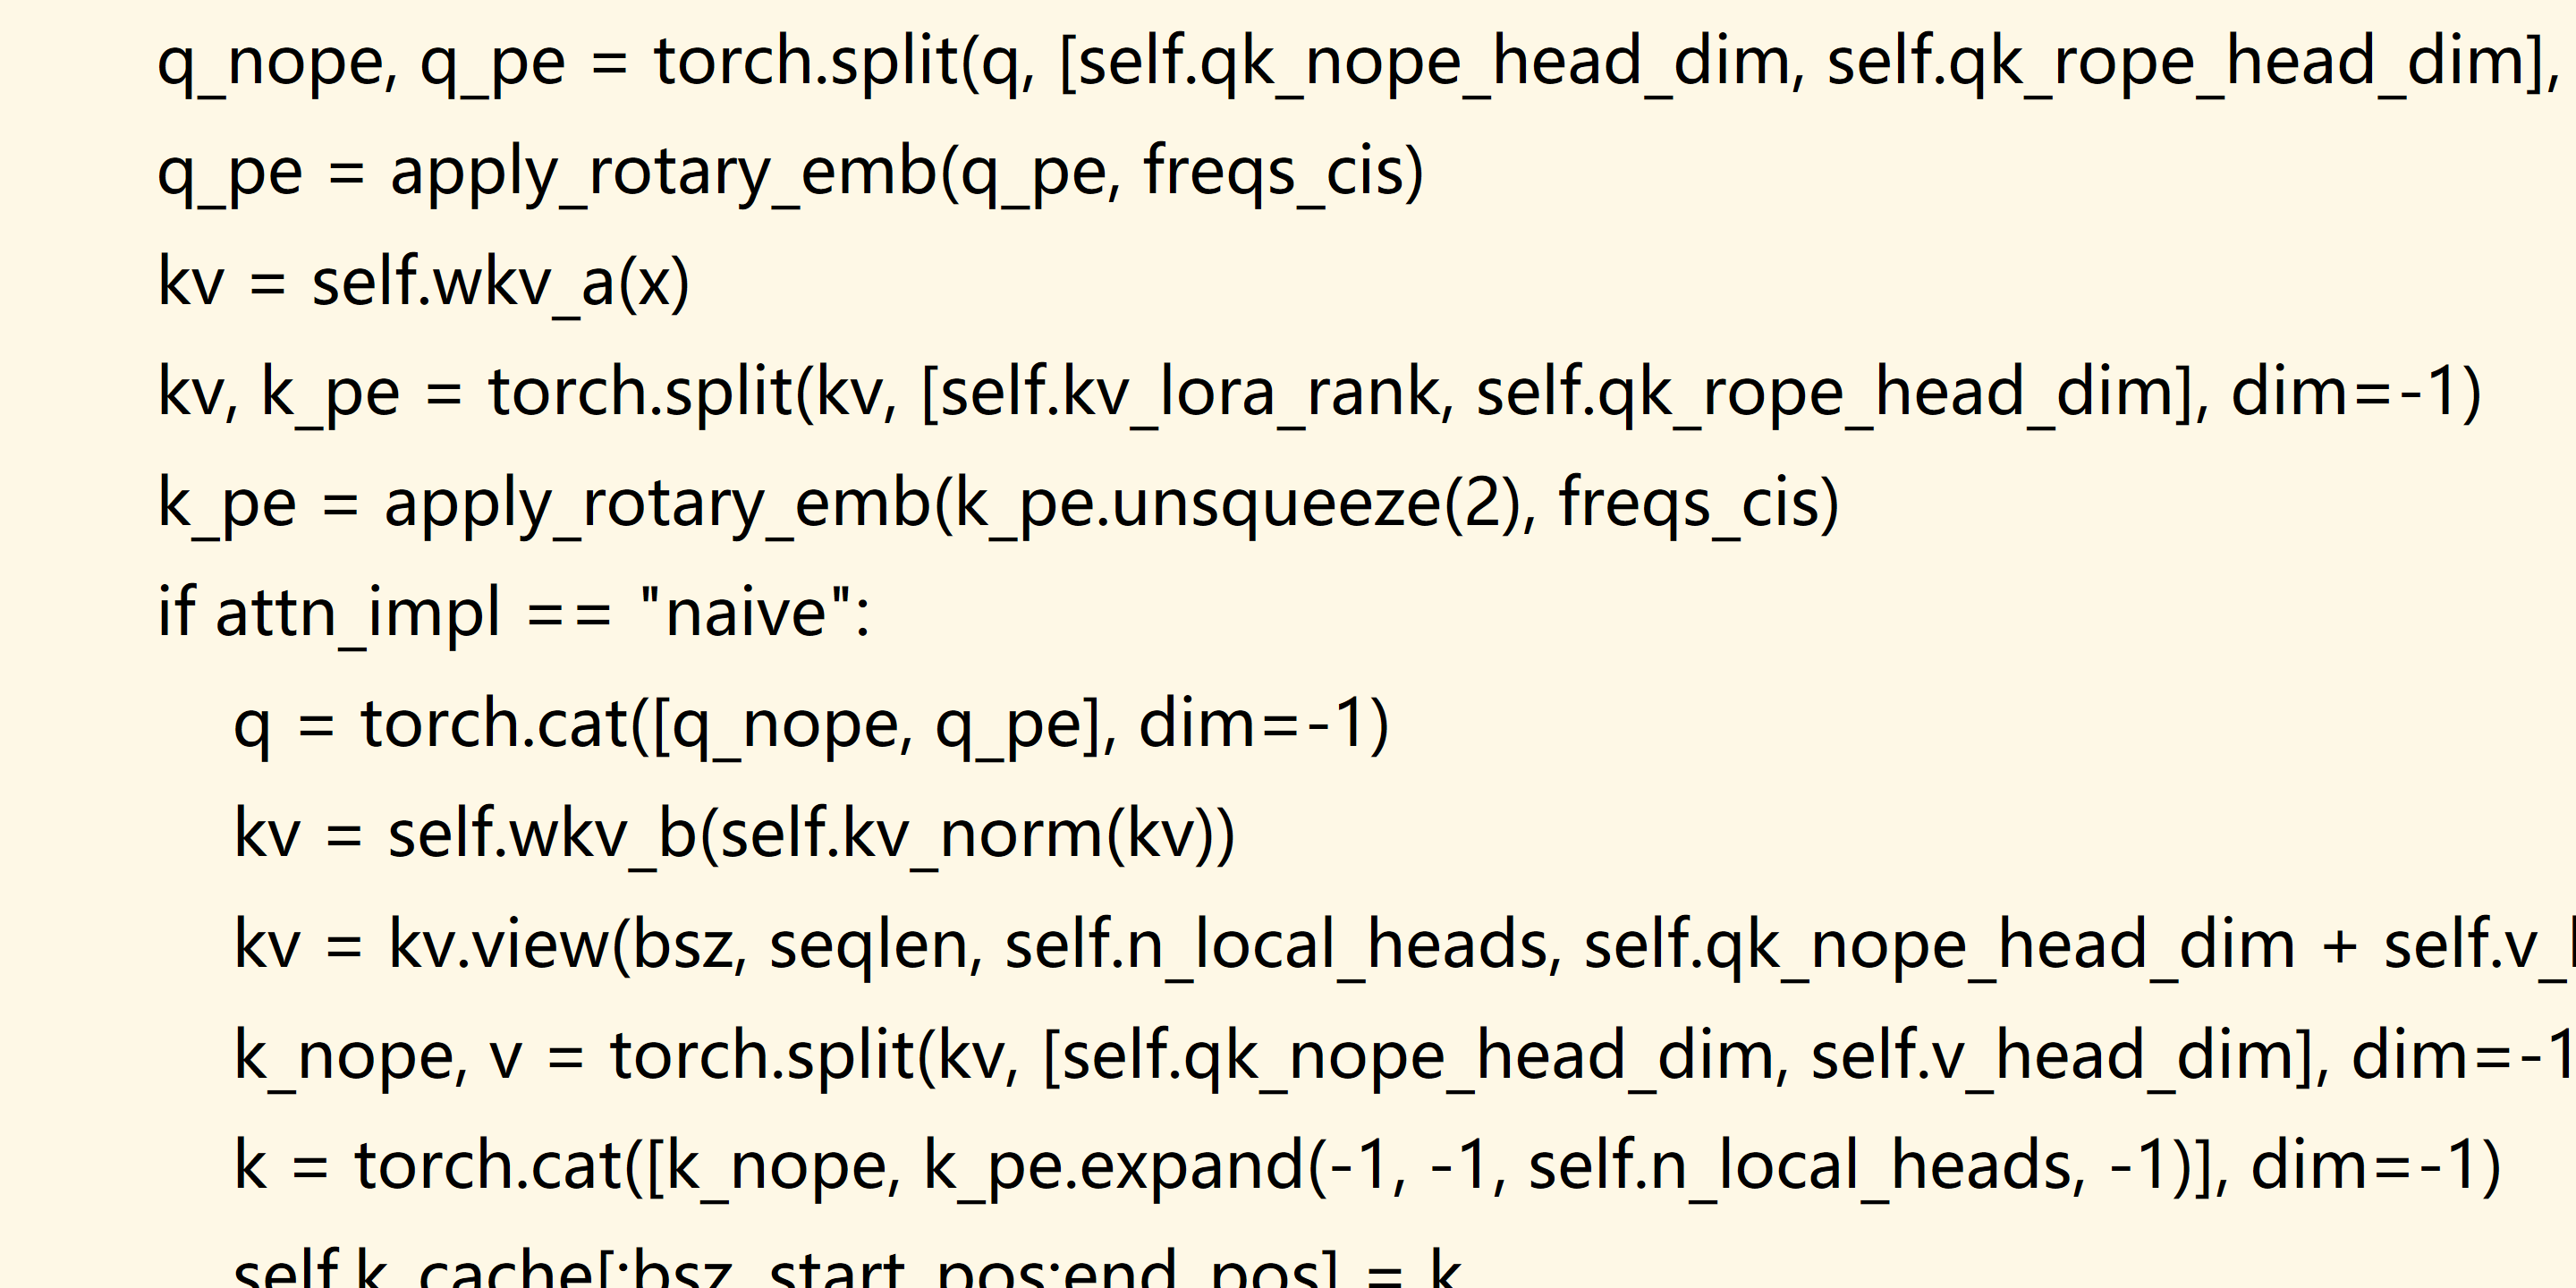 q_nope, q_pe = torch.split(q, [self.qk_nope_head_dim, self.qk_rope_head_dim],
q_pe = apply_rotary_emb(q_pe, freqs_cis)
kv = self.wkv_a(x)
kv, k_pe = torch.split(kv, [self.kv_lora_rank, self.qk_rope_head_dim], dim=-1)
k_pe = apply_rotary_emb(k_pe.unsqueeze(2), freqs_cis)
if attn_impl == "naive":
q = torch.cat([q_nope, q_pe], dim=-1)
kv = self.wkv_b(self.kv_norm(kv))
kv = kv.view(bsz, seqlen, self.n_local_heads, self.qk_nope_head_dim + self.v_
k_nope, v = torch.split(kv, [self.qk_nope_head_dim, self.v_head_dim], dim=-1
k = torch.cat([k_nope, k_pe.expand(-1, -1, self.n_local_heads, -1)], dim=-1)
self.k_cache[:bsz, start_pos:end_pos] = k